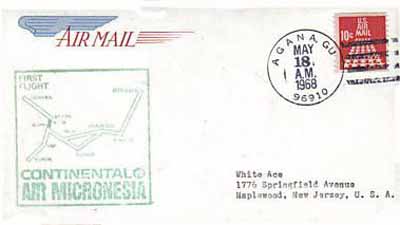 AIR MAIL
AGANA, GU
MAY
18
A.M.
1968
96910
U.S.
AIR MAIL
10c
FIRST
FLIGHT
CONTINENTAL
AIR MICRONESIA
White Ace
1776 Springfield Avenue
Maplewood, New Jersey, U. S. A.